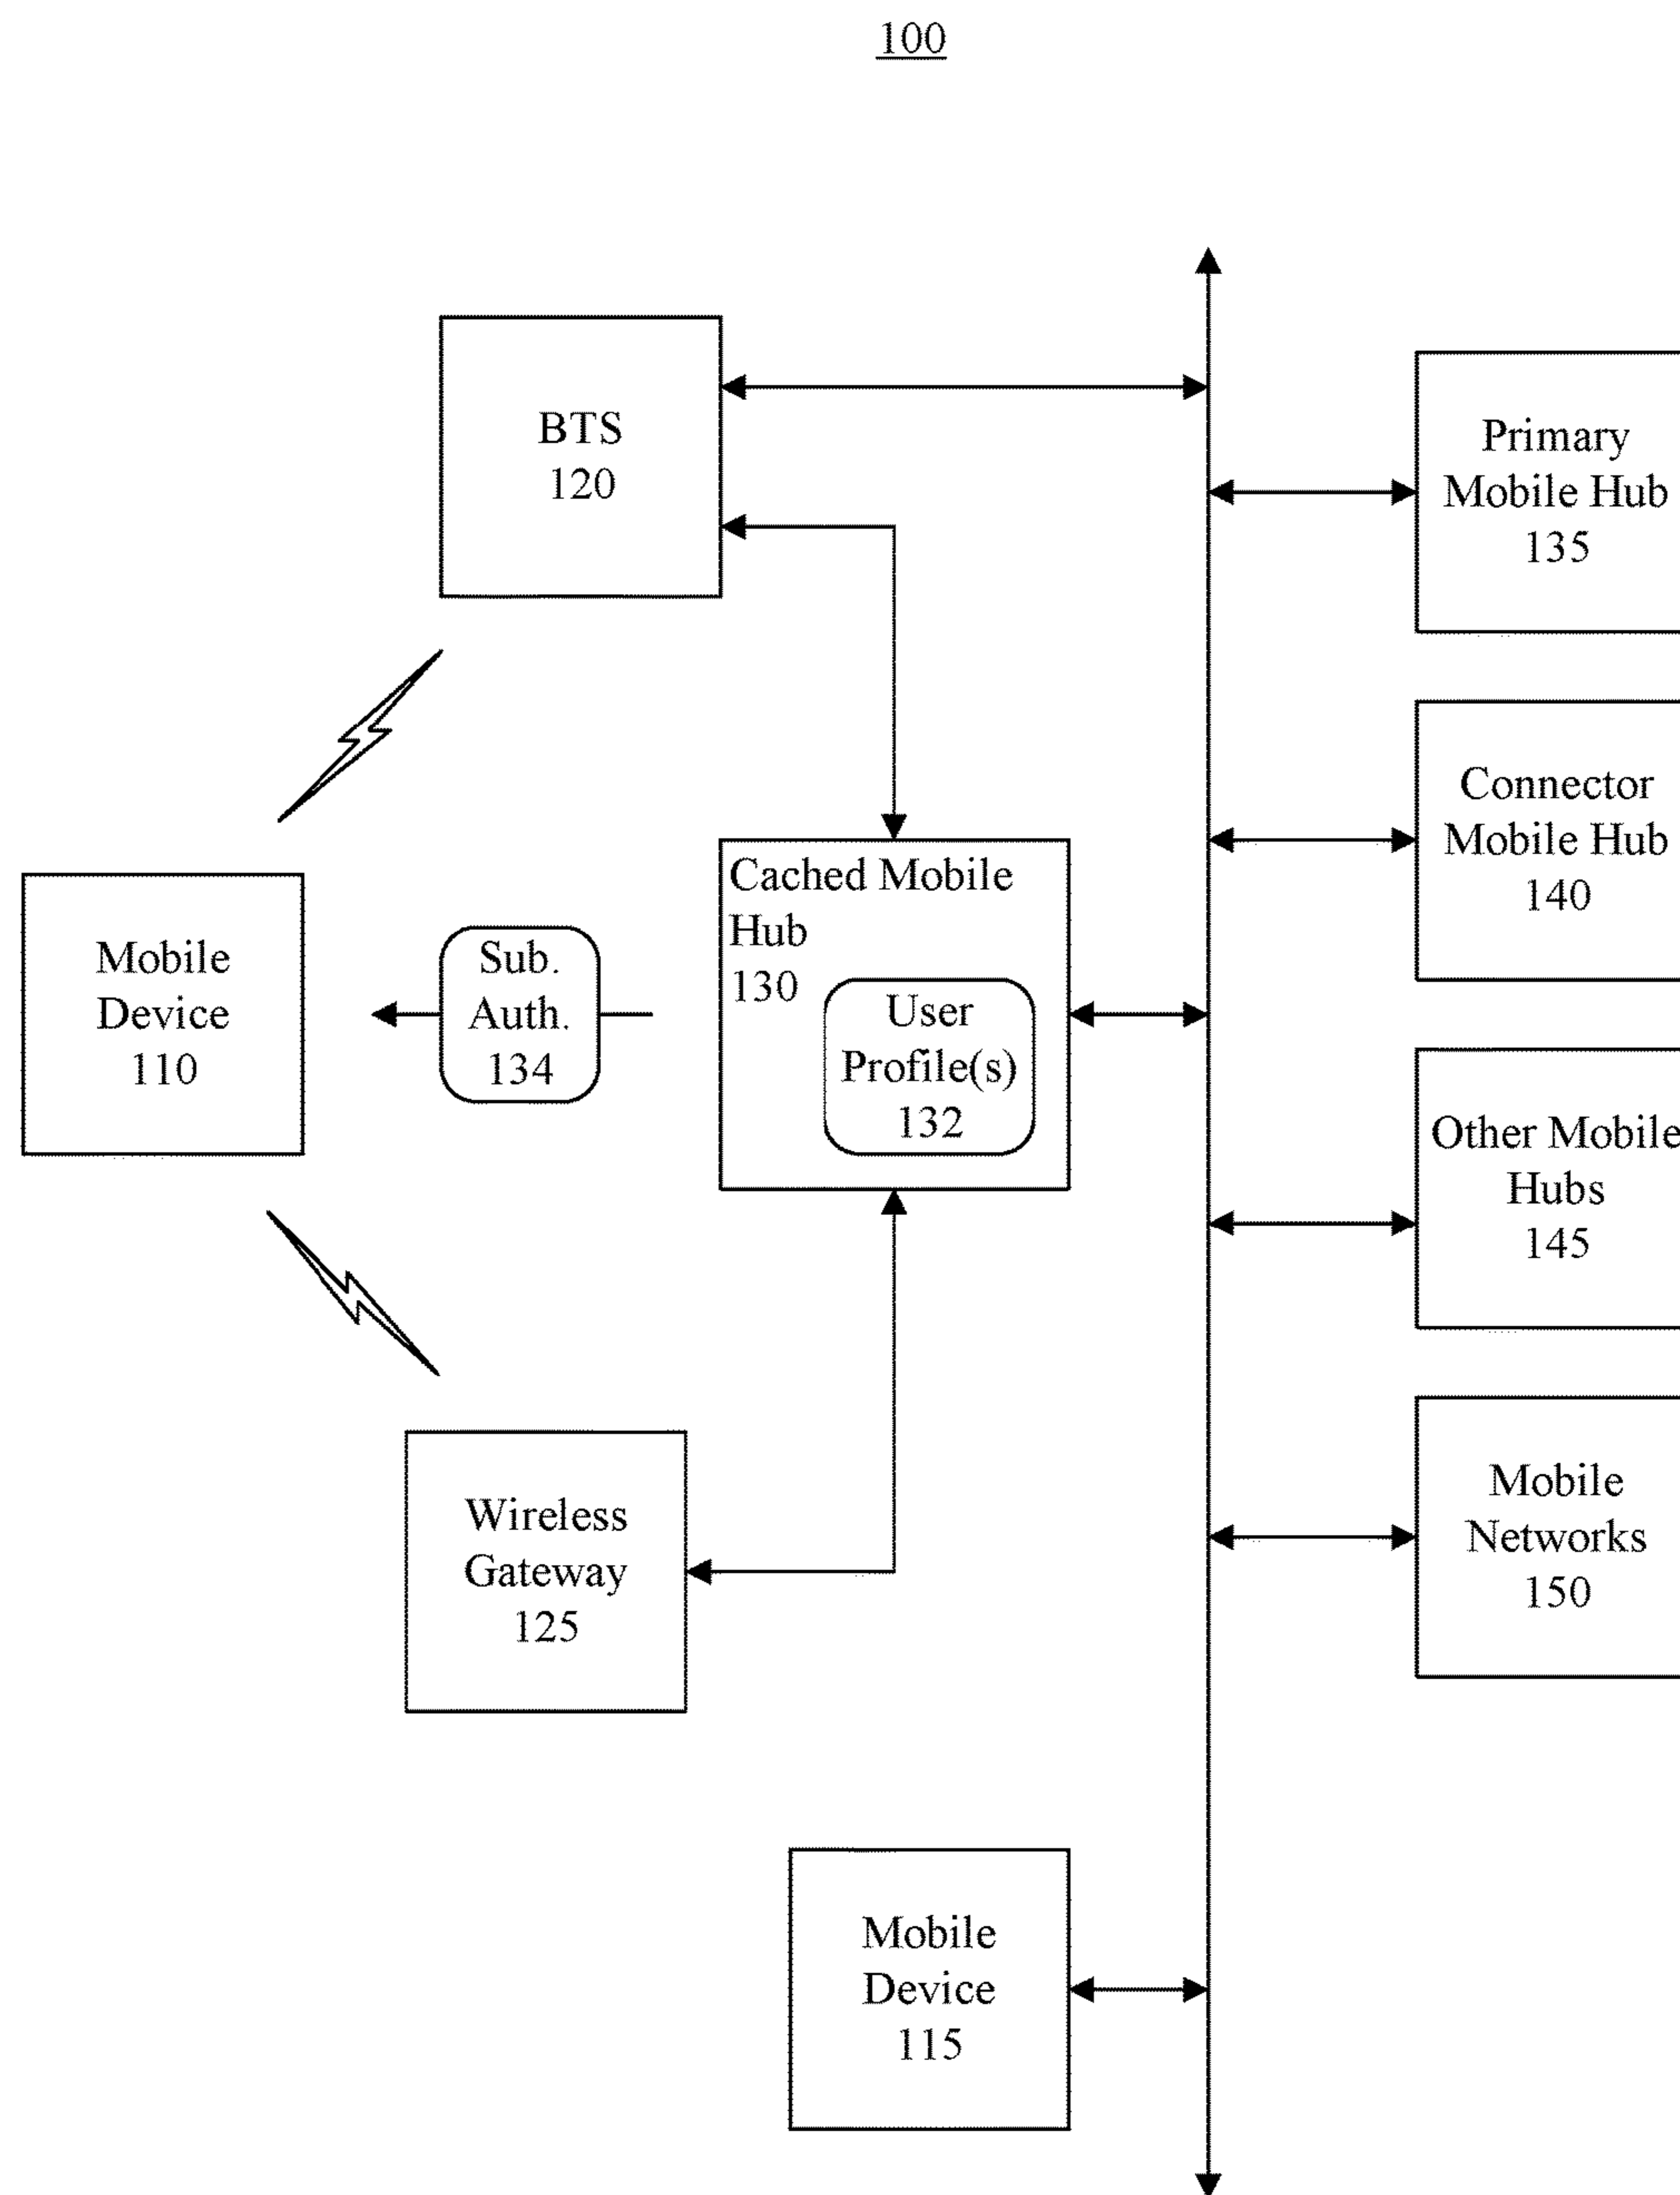 100
BTS
120
Primary
Mobile Hub
135
Connector
Mobile Hub
140
Cached Mobile
Hub
130
User
Profile(s)
132
Sub.
Auth.
134
Mobile
Device
110
Other Mobile
Hubs
145
Wireless
Gateway
125
Mobile
Networks
150
Mobile
Device
115